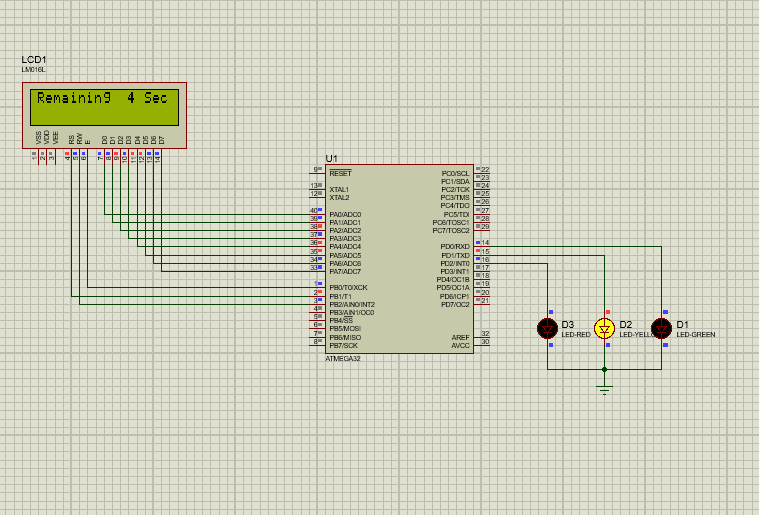 LCD1
LM016L
Remaining  4 Sec
VSS VDD VEE RS RW E D0 D1 D2 D3 D4 D5 D6 D7
1 2 3 4 5 6 7 8 9 10 11 12 13 14
U1
9 RESET PC0/SCL 22
PC1/SDA 23
13 XTAL1 PC2/TCK 24
12 XTAL2 PC3/TMS 25
PC4/TDO 26
40 PA0/ADC0 PC5/TDI 27
39 PA1/ADC1 PC6/TOSC1 28
38 PA2/ADC2 PC7/TOSC2 29
37 PA3/ADC3
36 PA4/ADC4 PD0/RXD 14
35 PA5/ADC5 PD1/TXD 15
34 PA6/ADC6 PD2/INT0 16
33 PA7/ADC7 PD3/INT1 17
PD4/OC1B 18
1 PB0/T0/XCK PD5/OC1A 19
2 PB1/T1 PD6/ICP1 20
3 PB2/AIN0/INT2 PD7/OC2 21
4 PB3/AIN1/OC0
5 PB4/SS
6 PB5/MOSI
7 PB6/MISO AREF 32
8 PB7/SCK AVCC 30
ATMEGA32
D3 D2 D1
LED-RED LED-YELL LED-GREEN